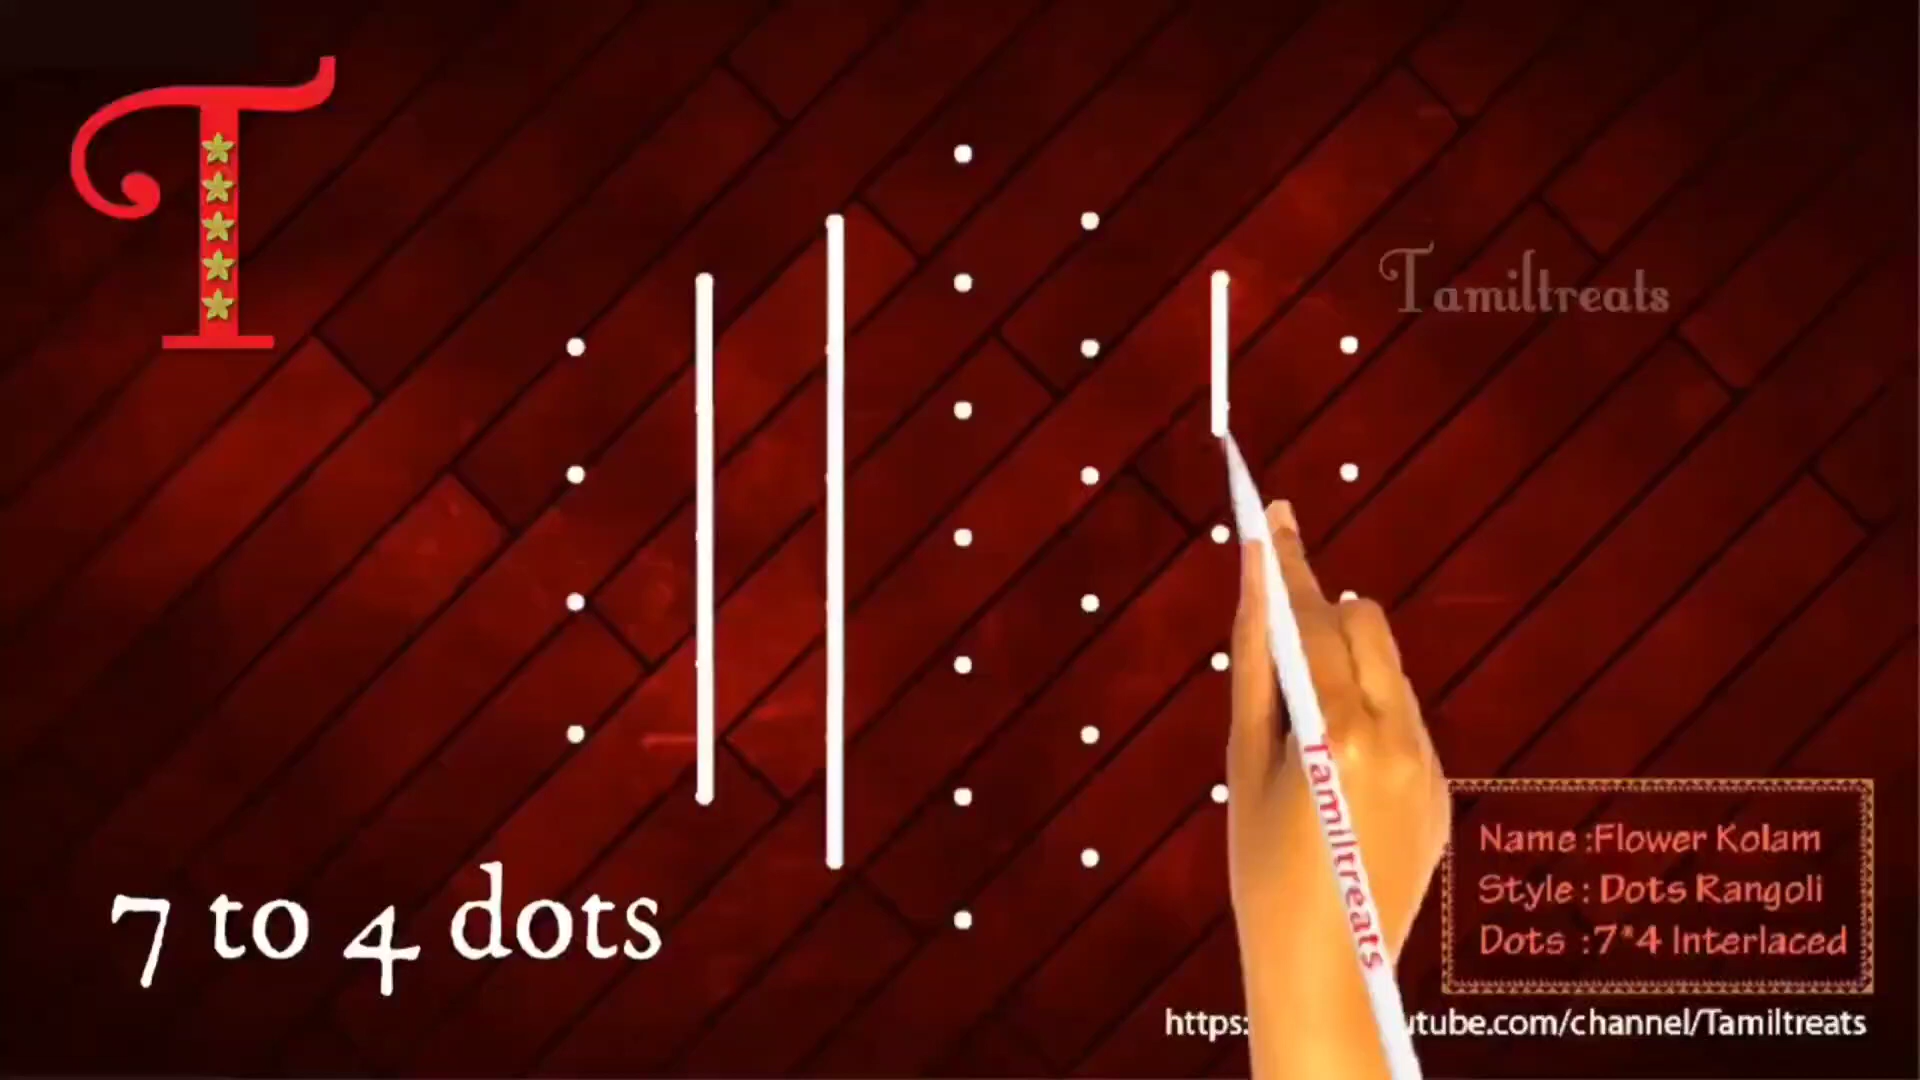 T
Tamiltreats
Tamiltreats
7 to 4 dots
Name :Flower Kolam
Style : Dots Rangoli
Dots :7*4 Interlaced
https: utube.com/channel/Tamiltreats